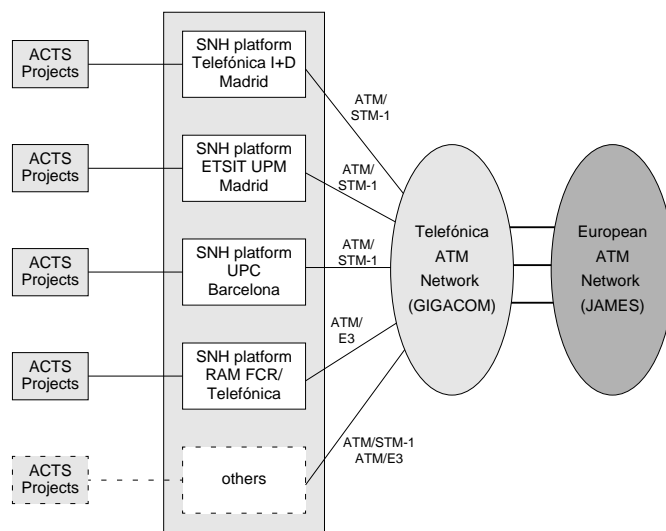 ACTS
Projects
SNH platform
Telefónica I+D
Madrid
ATM/
STM-1
ACTS
Projects
SNH platform
ETSIT UPM
Madrid
ATM/
STM-1
ACTS
Projects
SNH platform
UPC
Barcelona
ATM/
STM-1
Telefónica
ATM
Network
(GIGACOM)
European
ATM
Network
(JAMES)
ACTS
Projects
SNH platform
RAM FCR/
Telefónica
ATM/
E3
ACTS
Projects
others
ATM/STM-1
ATM/E3